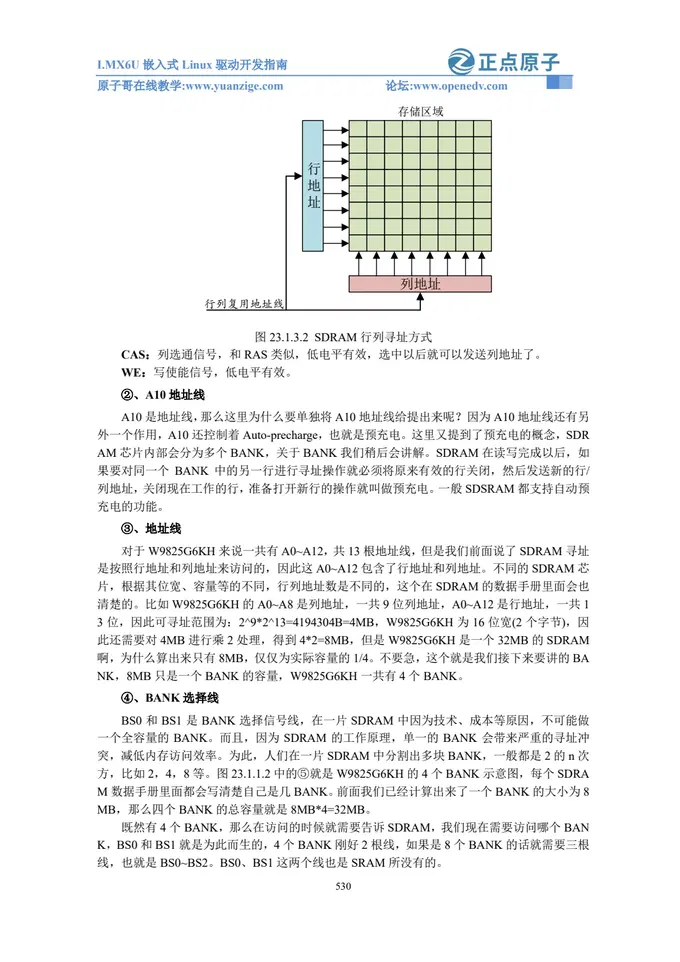 I.MX6U 嵌入式 Linux 驱动开发指南
正点原子
原子哥在线教学:www.yuanzige.com 论坛:www.openedv.com
存储区域
行地址
列地址
行列复用地址线
图 23.1.3.2 SDRAM 行列寻址方式
CAS：列选通信号，和 RAS 类似，低电平有效，选中以后就可以发送列地址了。
WE：写使能信号，低电平有效。
②、A10 地址线
A10 是地址线，那么这里为什么要单独将 A10 地址线给提出来呢？因为 A10 地址线还有另
外一个作用，A10 还控制着 Auto-precharge，也就是预充电。这里又提到了预充电的概念，SDR
AM 芯片内部会分为多个 BANK，关于 BANK 我们稍后会讲解。SDRAM 在读写完成以后，如
果要对同一个 BANK 中的另一行进行寻址操作就必须将原来有效的行关闭，然后发送新的行/
列地址，关闭现在工作的行，准备打开新行的操作就叫做预充电。一般 SDSRAM 都支持自动预
充电的功能。
③、地址线
对于 W9825G6KH 来说一共有 A0~A12，共 13 根地址线，但是我们前面说了 SDRAM 寻址
是按照行地址和列地址来访问的，因此这 A0~A12 包含了行地址和列地址。不同的 SDRAM 芯
片，根据其位宽、容量等的不同，行列地址数是不同的，这个在 SDRAM 的数据手册里面会也
清楚的。比如 W9825G6KH 的 A0~A8 是列地址，一共 9 位列地址，A0~A12 是行地址，一共 1
3 位，因此可寻址范围为：2^9*2^13=4194304B=4MB，W9825G6KH 为 16 位宽(2 个字节)，因
此还需要对 4MB 进行乘 2 处理，得到 4*2=8MB，但是 W9825G6KH 是一个 32MB 的 SDRAM
啊，为什么算出来只有 8MB，仅仅为实际容量的 1/4。不要急，这个就是我们接下来要讲的 BA
NK，8MB 只是一个 BANK 的容量，W9825G6KH 一共有 4 个 BANK。
④、BANK 选择线
BS0 和 BS1 是 BANK 选择信号线，在一片 SDRAM 中因为技术、成本等原因，不可能做
一个全容量的 BANK。而且，因为 SDRAM 的工作原理，单一的 BANK 会带来严重的寻址冲
突，减低内存访问效率。为此，人们在一片 SDRAM 中分割出多块 BANK，一般都是 2 的 n 次
方，比如 2，4，8 等。图 23.1.1.2 中的⑤就是 W9825G6KH 的 4 个 BANK 示意图，每个 SDRA
M 数据手册里面都会写清楚自己是几 BANK。前面我们已经计算出来了一个 BANK 的大小为 8
MB，那么四个 BANK 的总容量就是 8MB*4=32MB。
既然有 4 个 BANK，那么在访问的时候就需要告诉 SDRAM，我们现在需要访问哪个 BAN
K，BS0 和 BS1 就是为此而生的，4 个 BANK 刚好 2 根线，如果是 8 个 BANK 的话就需要三根
线，也就是 BS0~BS2。BS0、BS1 这两个线也是 SRAM 所没有的。
530